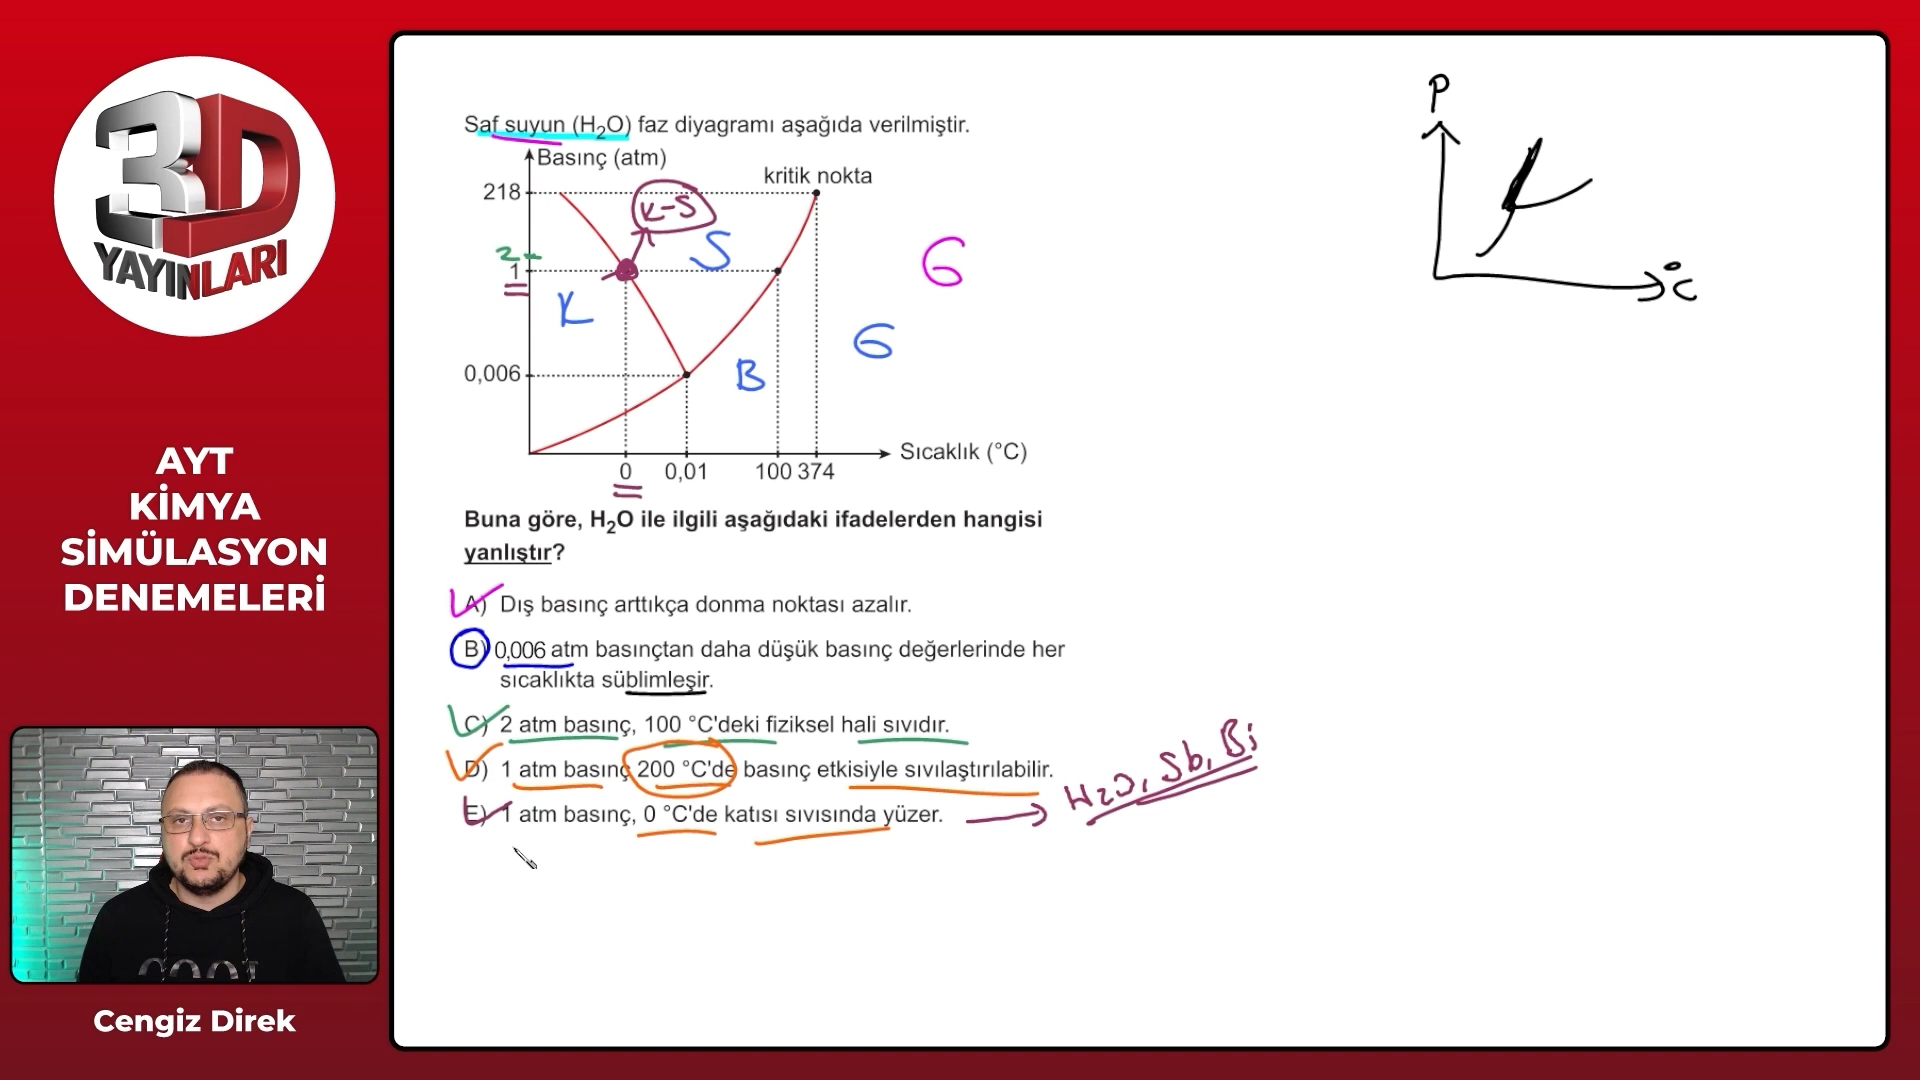 3D
YAYINLARI
AYT
KİMYA
SİMÜLASYON
DENEMELERİ
Cengiz Direk
Saf suyun (H₂O) faz diyagramı aşağıda verilmiştir.
Basınç (atm)
kritik nokta
218
K-S
S
2
1
K
G
G
0,006
B
Sıcaklık (°C)
0 0,01 100 374
P
°C
Buna göre, H₂O ile ilgili aşağıdaki ifadelerden hangisi
yanlıştır?
A) Dış basınç arttıkça donma noktası azalır.
B) 0,006 atm basınçtan daha düşük basınç değerlerinde her
sıcaklıkta süblimleşir.
C) 2 atm basınç, 100 °C'deki fiziksel hali sıvıdır.
D) 1 atm basınç 200 °C'de basınç etkisiyle sıvılaştırılabilir.
E) 1 atm basınç, 0 °C'de katısı sıvısında yüzer.
H₂O, Sb, Bi